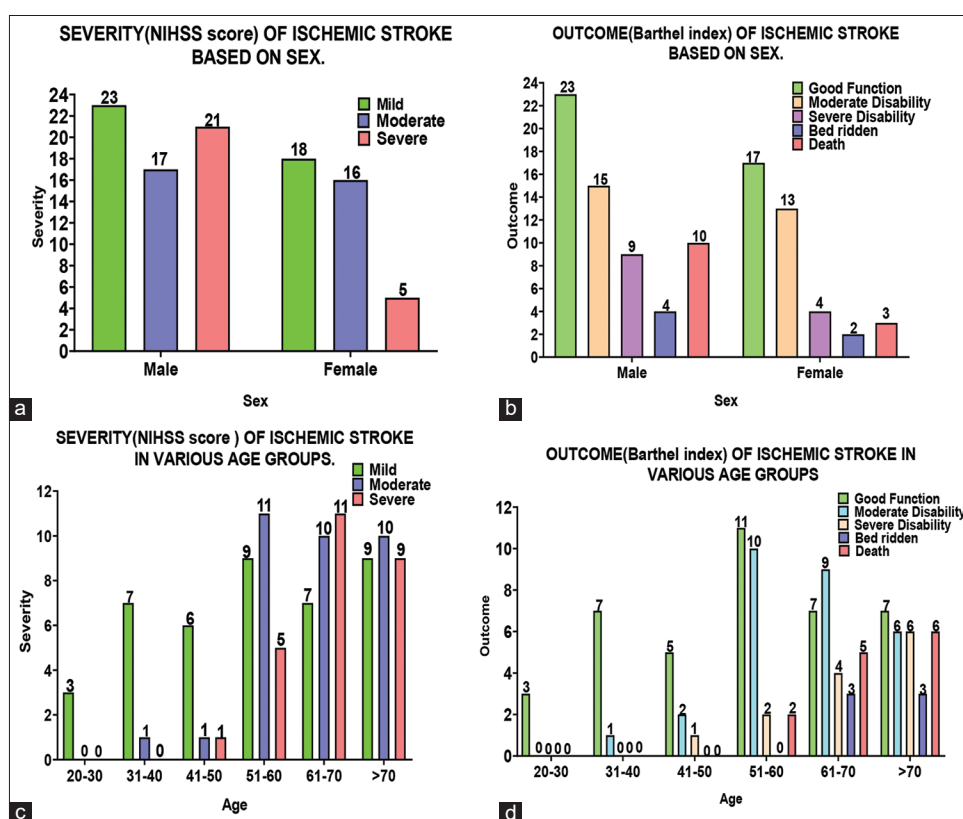 SEVERITY(NIHSS score) OF ISCHEMIC STROKE
BASED ON SEX.
Mild
Moderate
Severe
Severity
24
22
20
18
16
14
12
10
8
6
4
2
0
23
17
21
18
16
5
Male
Female
Sex
a
OUTCOME(Barthel index) OF ISCHEMIC STROKE
BASED ON SEX.
Good Function
Moderate Disability
Severe Disability
Bed ridden
Death
Outcome
24
22
20
18
16
14
12
10
8
6
4
2
0
23
15
9
4
10
17
13
4
2
3
Male
Female
Sex
b
SEVERITY(NIHSS score ) OF ISCHEMIC STROKE
IN VARIOUS AGE GROUPS.
Mild
Moderate
Severe
Severity
12
10
8
6
4
2
0
3 0 0
7 1 0
6 1 1
9 11 5
7 10 11
9 10 9
20-30
31-40
41-50
51-60
61-70
>70
Age
c
OUTCOME(Barthel index) OF ISCHEMIC STROKE IN
VARIOUS AGE GROUPS
Good Function
Moderate Disability
Severe Disability
Bed ridden
Death
Outcome
12
10
8
6
4
2
0
3 0 0 0 0
7 1 0 0 0
5 2 1 0 0
11 10 2 0 2
7 9 4 3 5
7 6 6 3 6
20-30
31-40
41-50
51-60
61-70
>70
Age
d